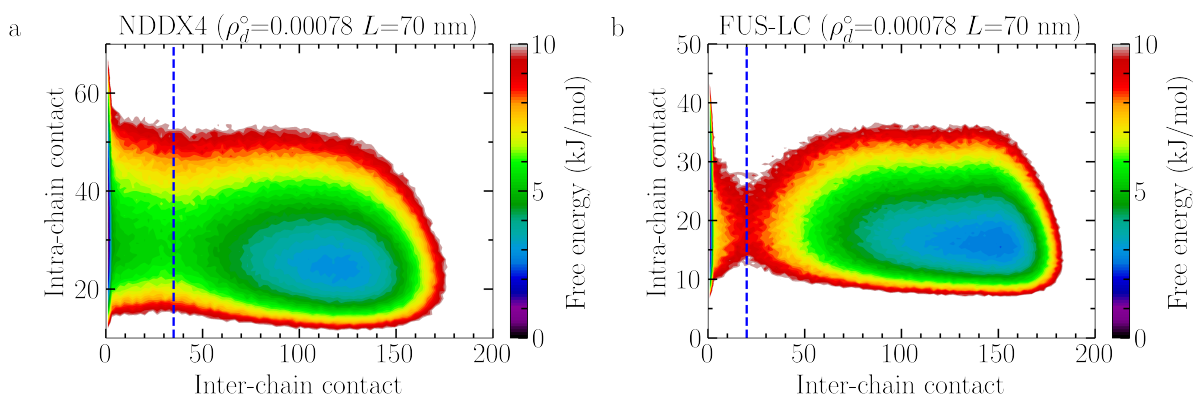 a
NDDX4 (ρ_d°=0.00078 L=70 nm)
Intra-chain contact
60
40
20
0
50
100
150
200
Inter-chain contact
10
5
0
Free energy (kJ/mol)
b
FUS-LC (ρ_d°=0.00078 L=70 nm)
Intra-chain contact
50
40
30
20
10
0
0
50
100
150
200
Inter-chain contact
10
5
0
Free energy (kJ/mol)